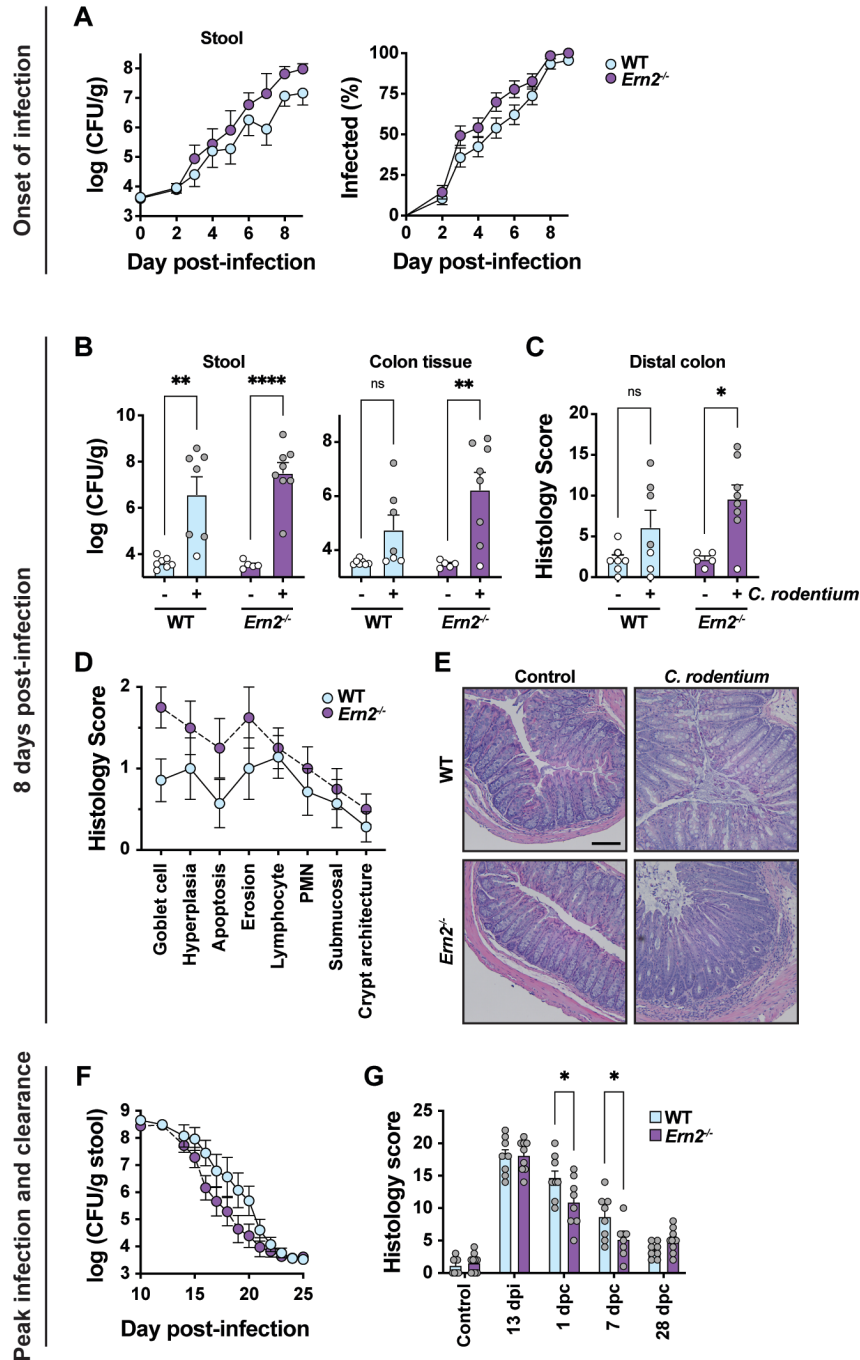 Onset of infection
A
Stool
log (CFU/g)
8
7
6
5
4
3
0 2 4 6 8
Day post-infection
Infected (%)
100
75
50
25
0
0 2 4 6 8
Day post-infection
WT
Ern2-/-
8 days post-infection
B
Stool
** ****
log (CFU/g)
10
8
6
4
- + - +
WT Ern2-/-
Colon tissue
ns **
8
6
4
- + - +
WT Ern2-/-
C
Distal colon
ns *
Histology Score
20
15
10
5
0
- + - + C. rodentium
WT Ern2-/-
D
WT
Ern2-/-
Histology Score
2
1
0
Goblet cell
Hyperplasia
Apoptosis
Erosion
Lymphocyte
PMN
Submucosal
Crypt architecture
E
Control C. rodentium
WT
Ern2-/-
Peak infection and clearance
F
log (CFU/g stool)
9
8
7
6
5
4
3
10 15 20 25
Day post-infection
G
* *
WT
Ern2-/-
Histology score
25
20
15
10
5
0
Control
13 dpi
1 dpc
7 dpc
28 dpc